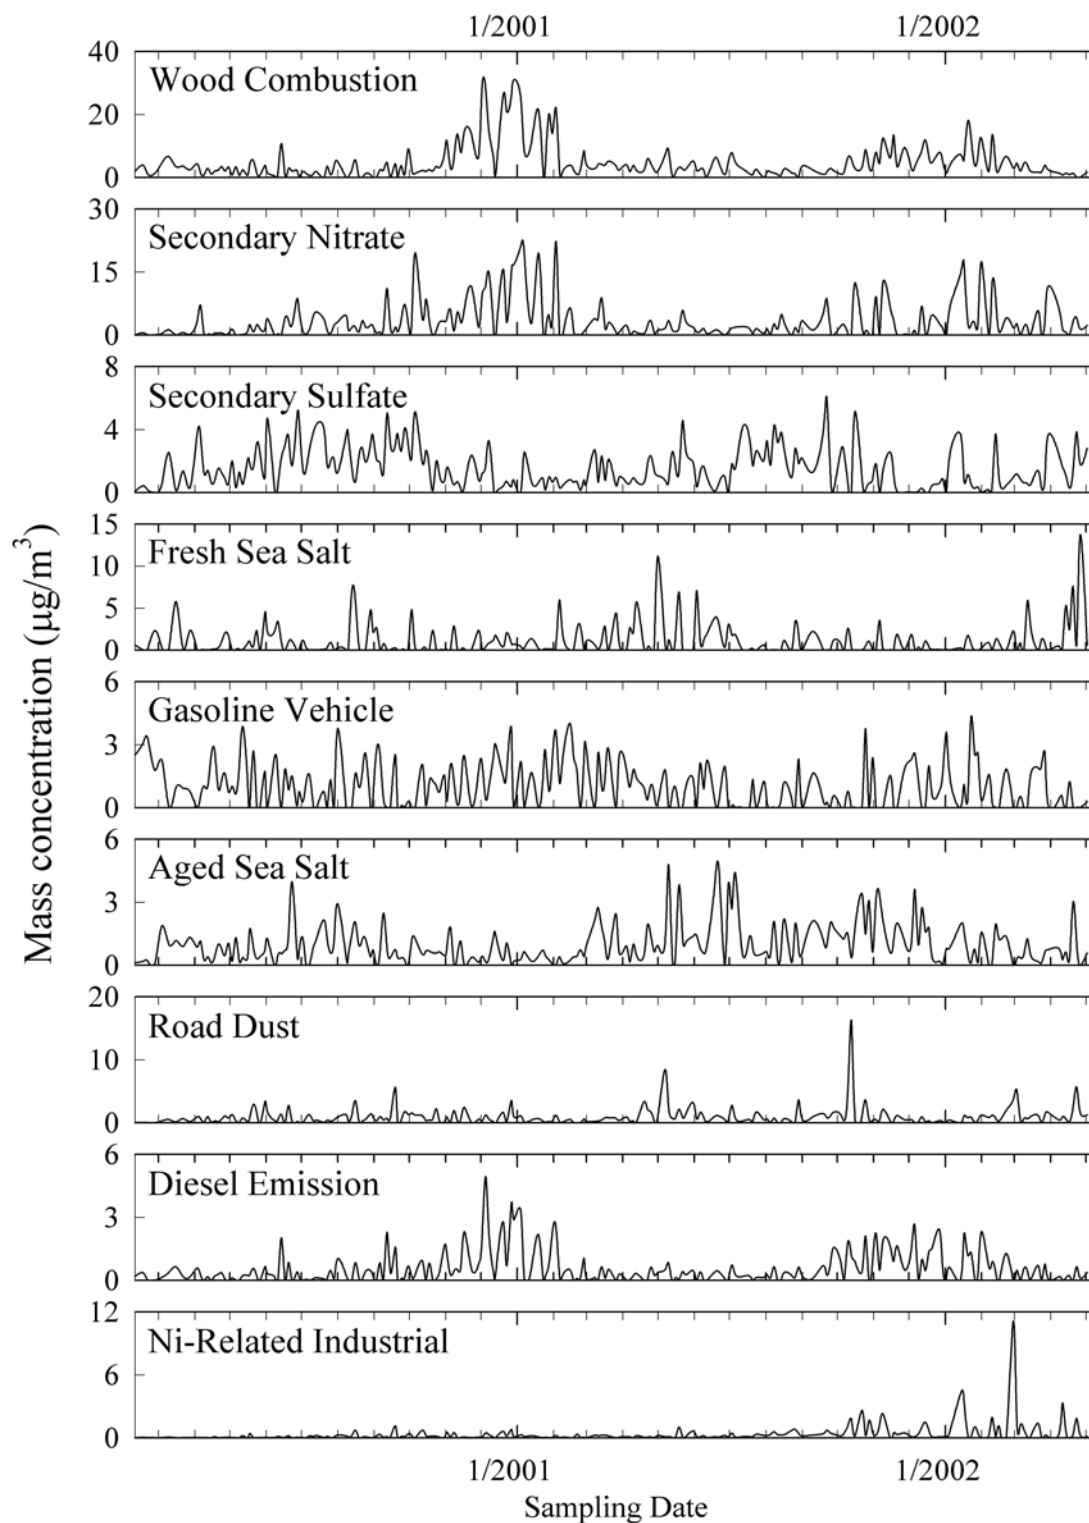 1/2001 1/2002
40
Wood Combustion
20
0
30
Secondary Nitrate
15
0
8
Secondary Sulfate
4
0
15
Fresh Sea Salt
10
5
0
6
Gasoline Vehicle
3
0
6
Aged Sea Salt
3
0
20
Road Dust
10
0
6
Diesel Emission
3
0
12
Ni-Related Industrial
6
0
Mass concentration (μg/m³)
1/2001 1/2002
Sampling Date